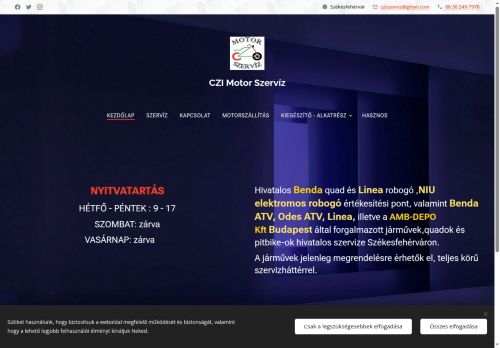 Székesfehérvár
cziszerviz@gmail.com
06 30 249-7976
MOTOR
SZERVÍZ
CZI Motor Szervíz
KEZDŐLAP SZERVÍZ KAPCSOLAT MOTORSZÁLLÍTÁS KIEGÉSZÍTŐ - ALKATRÉSZ HASZNOS
NYITVATARTÁS
HÉTFŐ - PÉNTEK : 9 - 17
SZOMBAT: zárva
VASÁRNAP: zárva
Hivatalos Benda quad és Linea robogó ,NIU
elektromos robogó értékesítési pont, valamint Benda
ATV, Odes ATV, Linea, illetve a AMB-DEPO
Kft Budapest által forgalmazott járművek,quadok és
pitbike-ok hivatalos szervize Székesfehérváron.
A járművek jelenleg megrendelésre érhetők el, teljes körű
szervizháttérrel.
Sütiket használunk, hogy biztosítsuk a weboldal megfelelő működését és biztonságát, valamint
hogy a lehető legjobb felhasználói élményt kínáljuk Neked.
Csak a legszükségesebbek elfogadása
Összes elfogadása